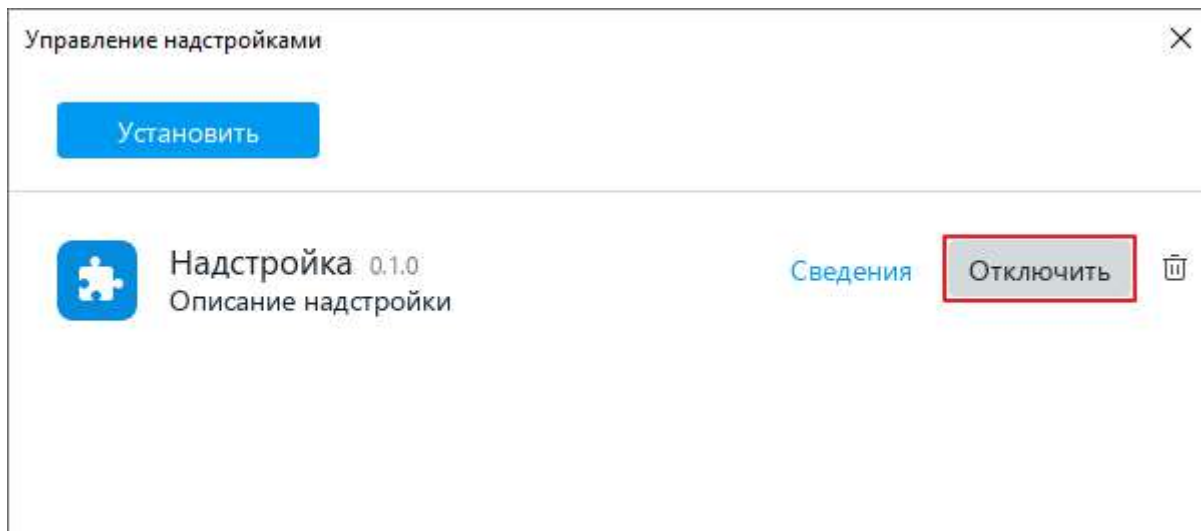 Управление надстройками
Установить
Надстройка 0.1.0
Сведения
Отключить
Описание надстройки